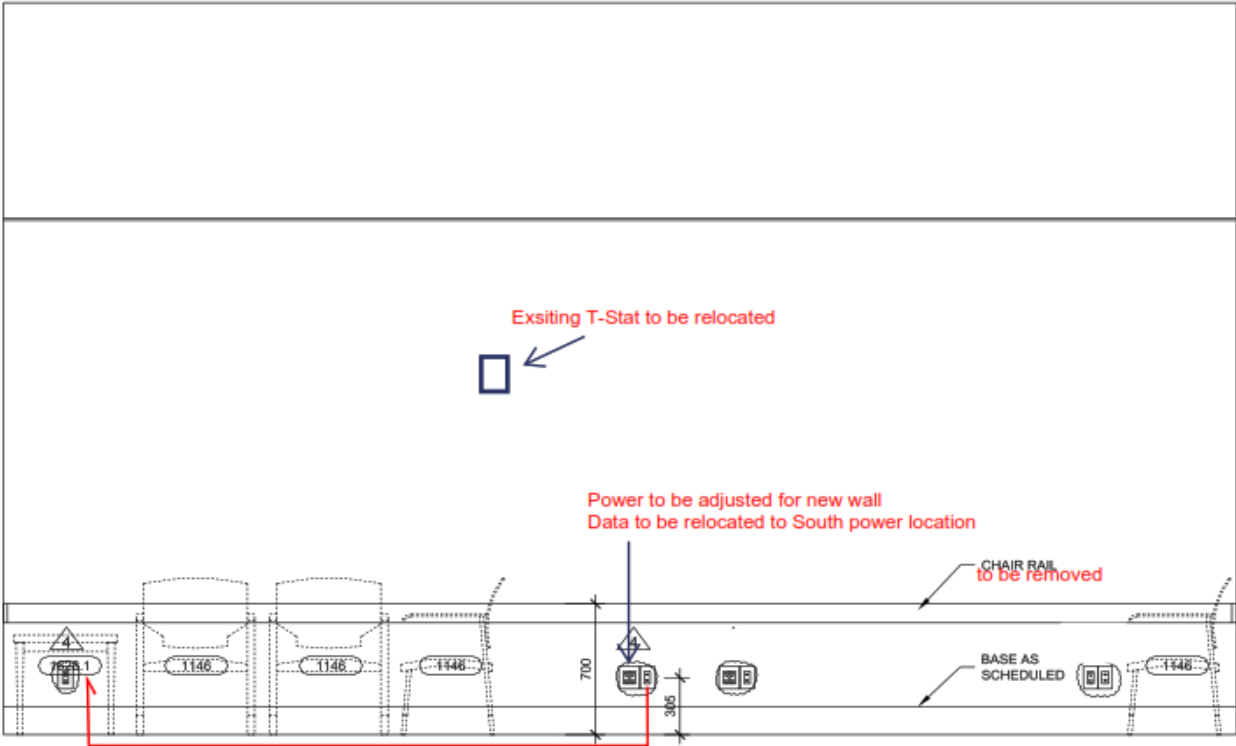 Exsiting T-Stat to be relocated
Power to be adjusted for new wall
Data to be relocated to South power location
CHAIR RAIL
to be removed
4
4
1146
1146
1146
700
305
BASE AS
SCHEDULED
1146